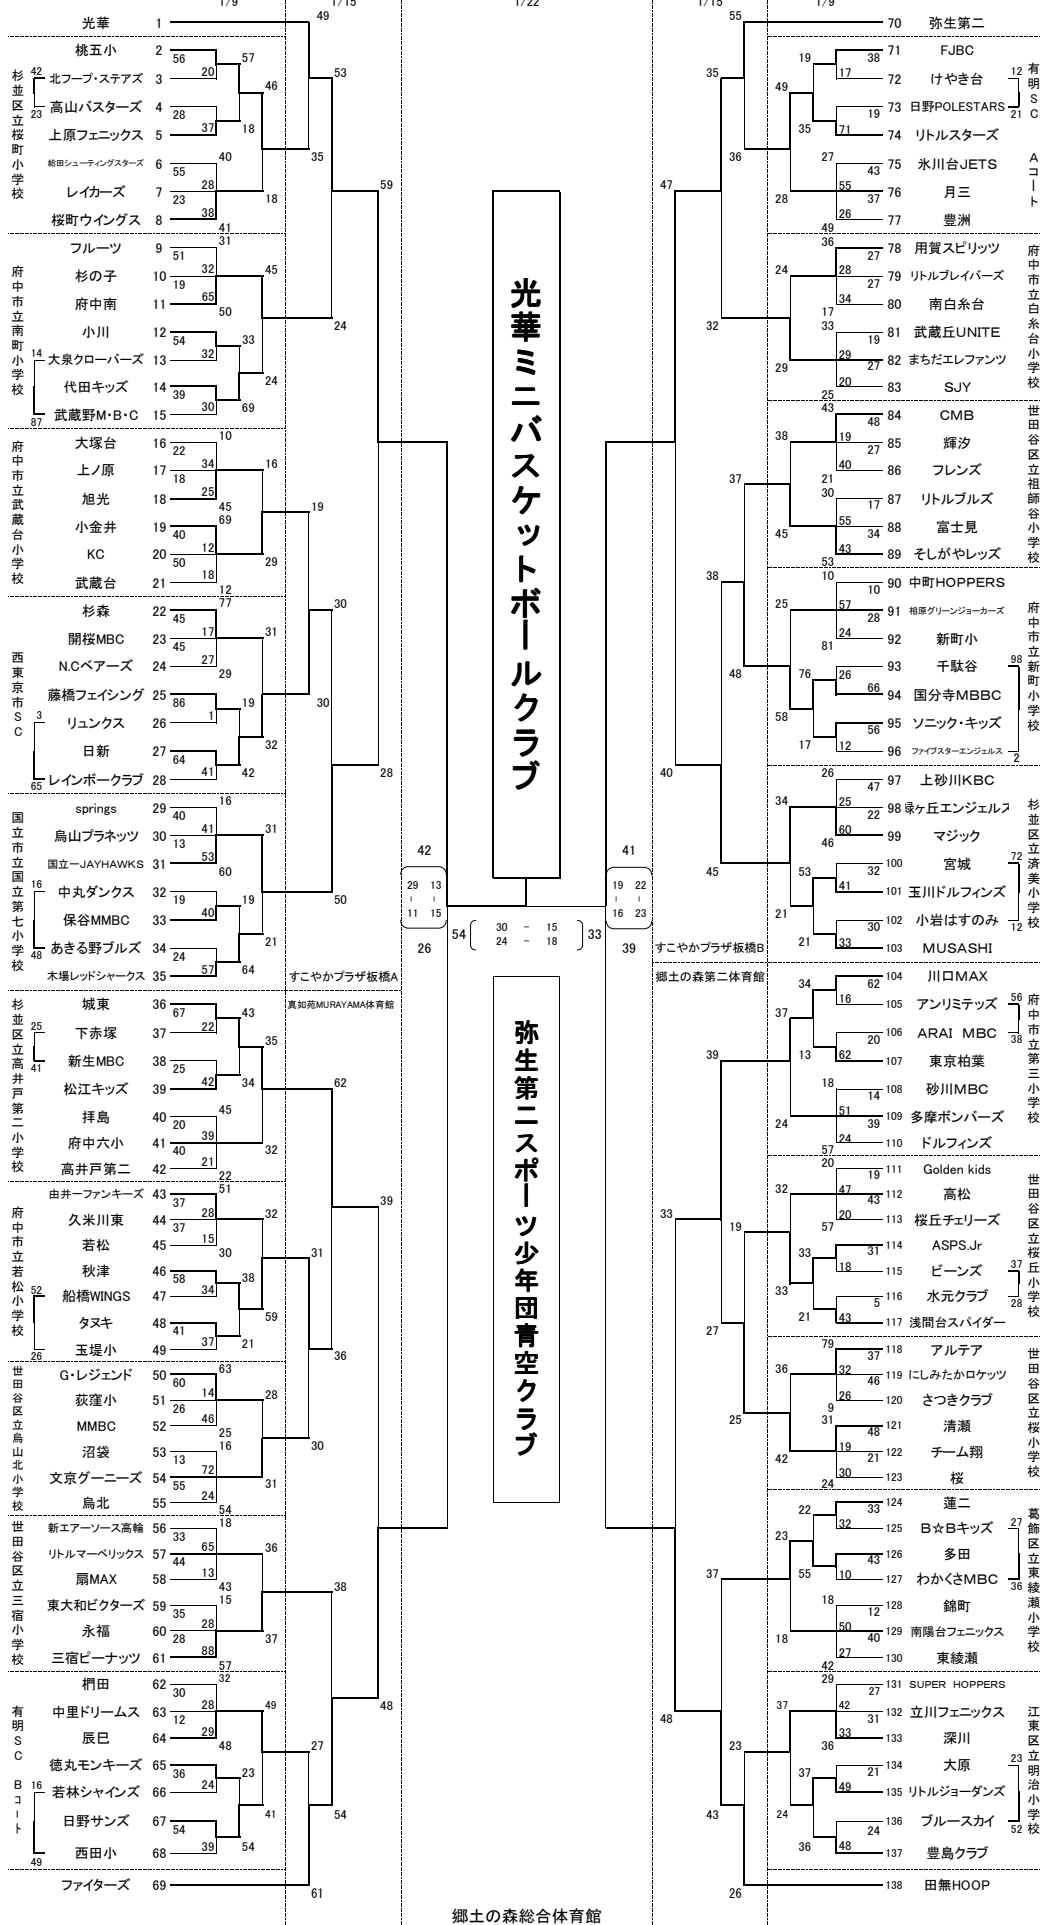 1/9
1/15
1/22
1/15
1/9
光華 1
桃五小 2
北フープ・ステアズ 3
高山バスターズ 4
上原フェニックス 5
給田シューティングスターズ 6
レイカーズ 7
桜町ウイングス 8
フルーツ 9
杉の子 10
府中南 11
小川 12
大泉クローバーズ 13
代田キッズ 14
武蔵野M・B・C 15
大塚台 16
上ノ原 17
旭光 18
小金井 19
KC 20
武蔵台 21
杉森 22
開桜MBC 23
N.Cベアーズ 24
藤橋フェイシング 25
リュンクス 26
日新 27
レインボークラブ 28
springs 29
烏山プラネッツ 30
国立一JAYHAWKS 31
中丸ダンクス 32
保谷MMBC 33
あきる野ブルズ 34
木場レッドシャークス 35
城東 36
下赤塚 37
新生MBC 38
松江キッズ 39
拝島 40
府中六小 41
高井戸第二 42
由井一ファンキーズ 43
久米川東 44
若松 45
秋津 46
船橋WINGS 47
タヌキ 48
玉堤小 49
G・レジェンド 50
荻窪小 51
MMBC 52
沼袋 53
文京グーニーズ 54
烏北 55
新エアーソース高輪 56
リトルマーベリックス 57
扇MAX 58
東大和ビクターズ 59
永福 60
三宿ピーナッツ 61
椚田 62
中里ドリームス 63
辰巳 64
徳丸モンキーズ 65
若林シャインズ 66
日野サンズ 67
西田小 68
ファイターズ 69
杉並区立桜町小学校
府中市立南町小学校
府中市立武蔵台小学校
西東京市SC
国立市立国立第七小学校
杉並区立高井戸第二小学校
府中市立若松小学校
世田谷区立烏山北小学校
世田谷区立三宿小学校
有明SC Bコート
光華ミニバスケットボールクラブ
弥生第二スポーツ少年団青空クラブ
42
29 - 11
13 - 15
26
54
30 - 15
24 - 18
33
41
19 - 16
22 - 23
39
すこやかプラザ板橋A
真如苑MURAYAMA体育館
すこやかプラザ板橋B
郷土の森第二体育館
70 弥生第二
71 FJBC
72 けやき台
73 日野POLESTARS
74 リトルスターズ
75 氷川台JETS
76 月三
77 豊洲
78 用賀スピリッツ
79 リトルブレイバーズ
80 南白糸台
81 武蔵丘UNITE
82 まちだエレファンツ
83 SJY
84 CMB
85 輝汐
86 フレンズ
87 リトルブルズ
88 富士見
89 そしがやレッズ
90 中町HOPPERS
91 相原グリーンジョーカーズ
92 新町小
93 千駄谷
94 国分寺MBBC
95 ソニック・キッズ
96 ファイブスターエンジェルス
97 上砂川KBC
98 緑ヶ丘エンジェルス
99 マジック
100 宮城
101 玉川ドルフィンズ
102 小岩はすのみ
103 MUSASHI
104 川口MAX
105 アンリミテッズ
106 ARAI MBC
107 東京柏葉
108 砂川MBC
109 多摩ボンバーズ
110 ドルフィンズ
111 Golden kids
112 高松
113 桜丘チェリーズ
114 ASPS.Jr
115 ビーンズ
116 水元クラブ
117 浅間台スパイダー
118 アルテア
119 にしみたかロケッツ
120 さつきクラブ
121 清瀬
122 チーム翔
123 桜
124 蓮二
125 B☆Bキッズ
126 多田
127 わかくさMBC
128 錦町
129 南陽台フェニックス
130 東綾瀬
131 SUPER HOPPERS
132 立川フェニックス
133 深川
134 大原
135 リトルジョーダンズ
136 ブルースカイ
137 豊島クラブ
138 田無HOOP
有明SC Aコート
府中市立白糸台小学校
世田谷区立祖師谷小学校
府中市立新町小学校
杉並区立済美小学校
府中市立第三小学校
世田谷区立桜丘小学校
世田谷区立桜小学校
葛飾区立東綾瀬小学校
江東区立明治小学校
郷土の森総合体育館